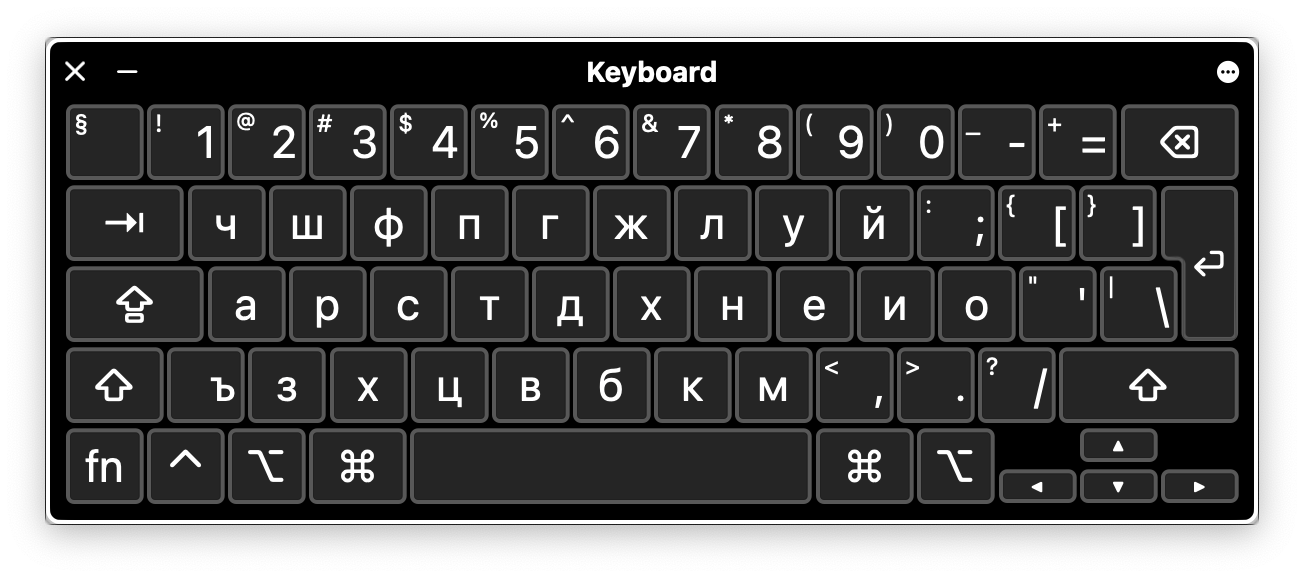 Keyboard
§ ! 1 @ 2 # 3 $ 4 % 5 ^ 6 & 7 * 8 ( 9 ) 0 _ - + =
ч ш ф п г ж л у й : ; { [ } ]
а р с т д х н е и о " ' | \
ъ з х ц в б к м < , > . ? /
fn ^ ⌥ ⌘ ⌘ ⌥